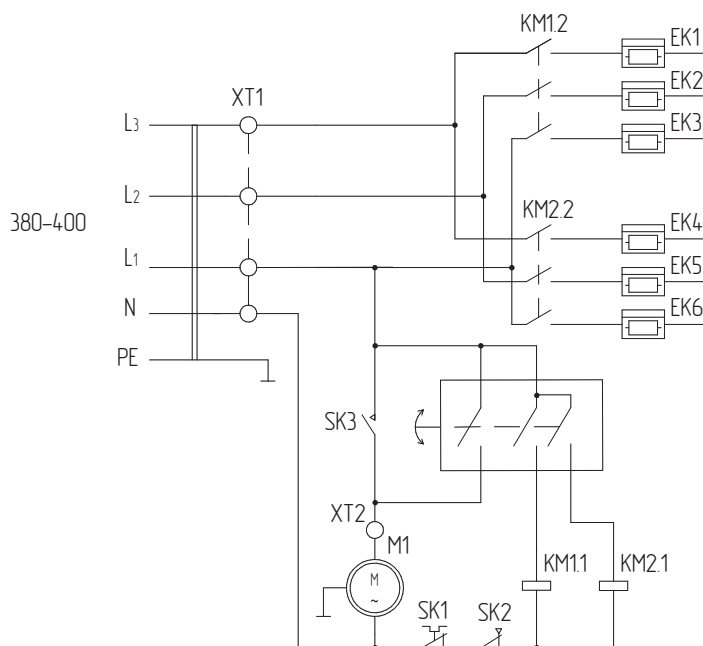 KM1.2
EK1
EK2
XT1
EK3
L3
L2
KM2.2
EK4
380-400
EK5
L1
EK6
N
PE
SK3
XT2
M1
M
~
KM1.1
KM2.1
SK1
SK2